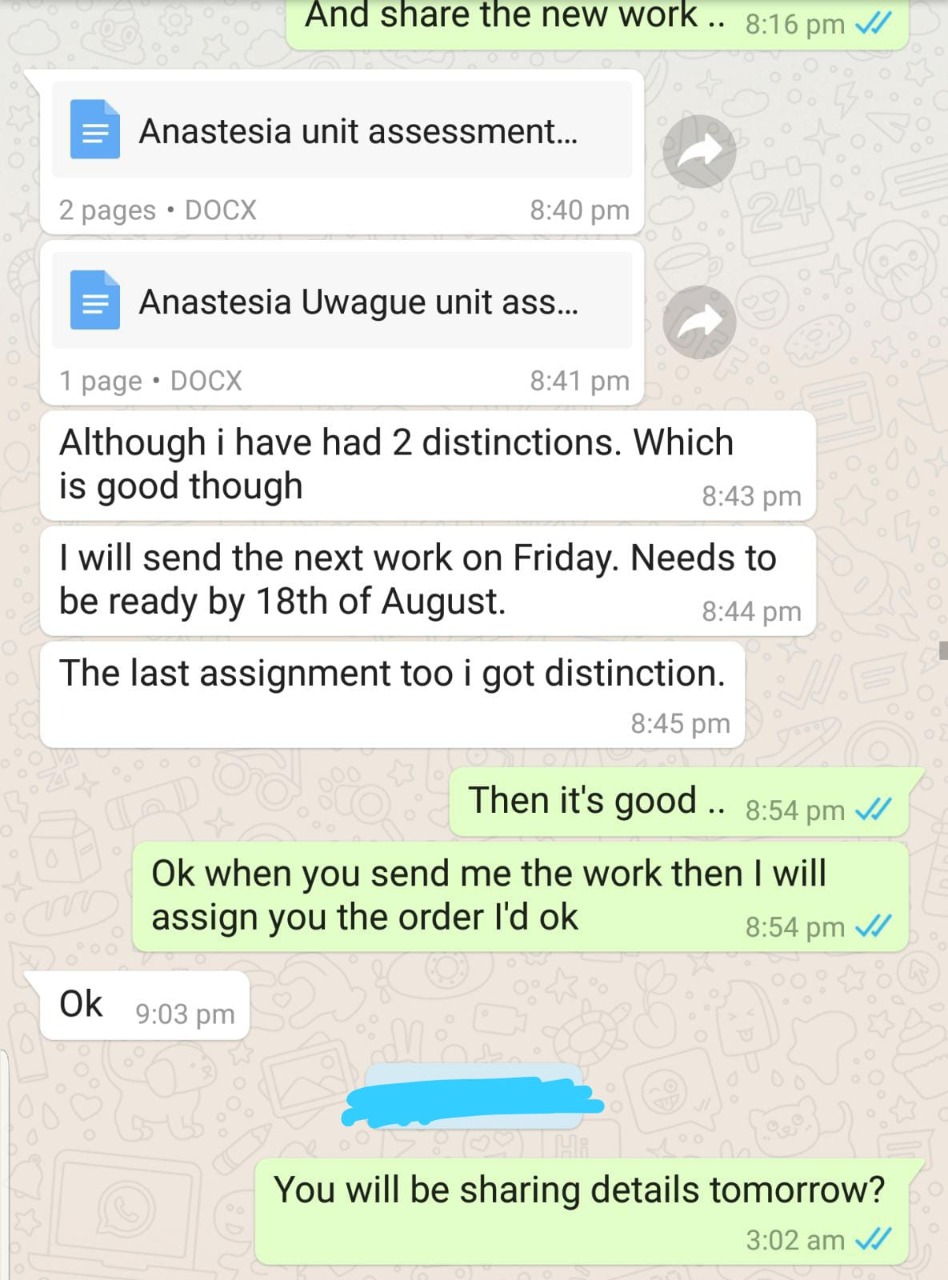 And share the new work .. 8:16 pm
Anastesia unit assessment...
2 pages • DOCX 8:40 pm
Anastesia Uwague unit ass...
1 page • DOCX 8:41 pm
Although i have had 2 distinctions. Which
is good though 8:43 pm
I will send the next work on Friday. Needs to
be ready by 18th of August. 8:44 pm
The last assignment too i got distinction.
8:45 pm
Then it's good .. 8:54 pm
Ok when you send me the work then I will
assign you the order I'd ok 8:54 pm
Ok 9:03 pm
You will be sharing details tomorrow?
3:02 am